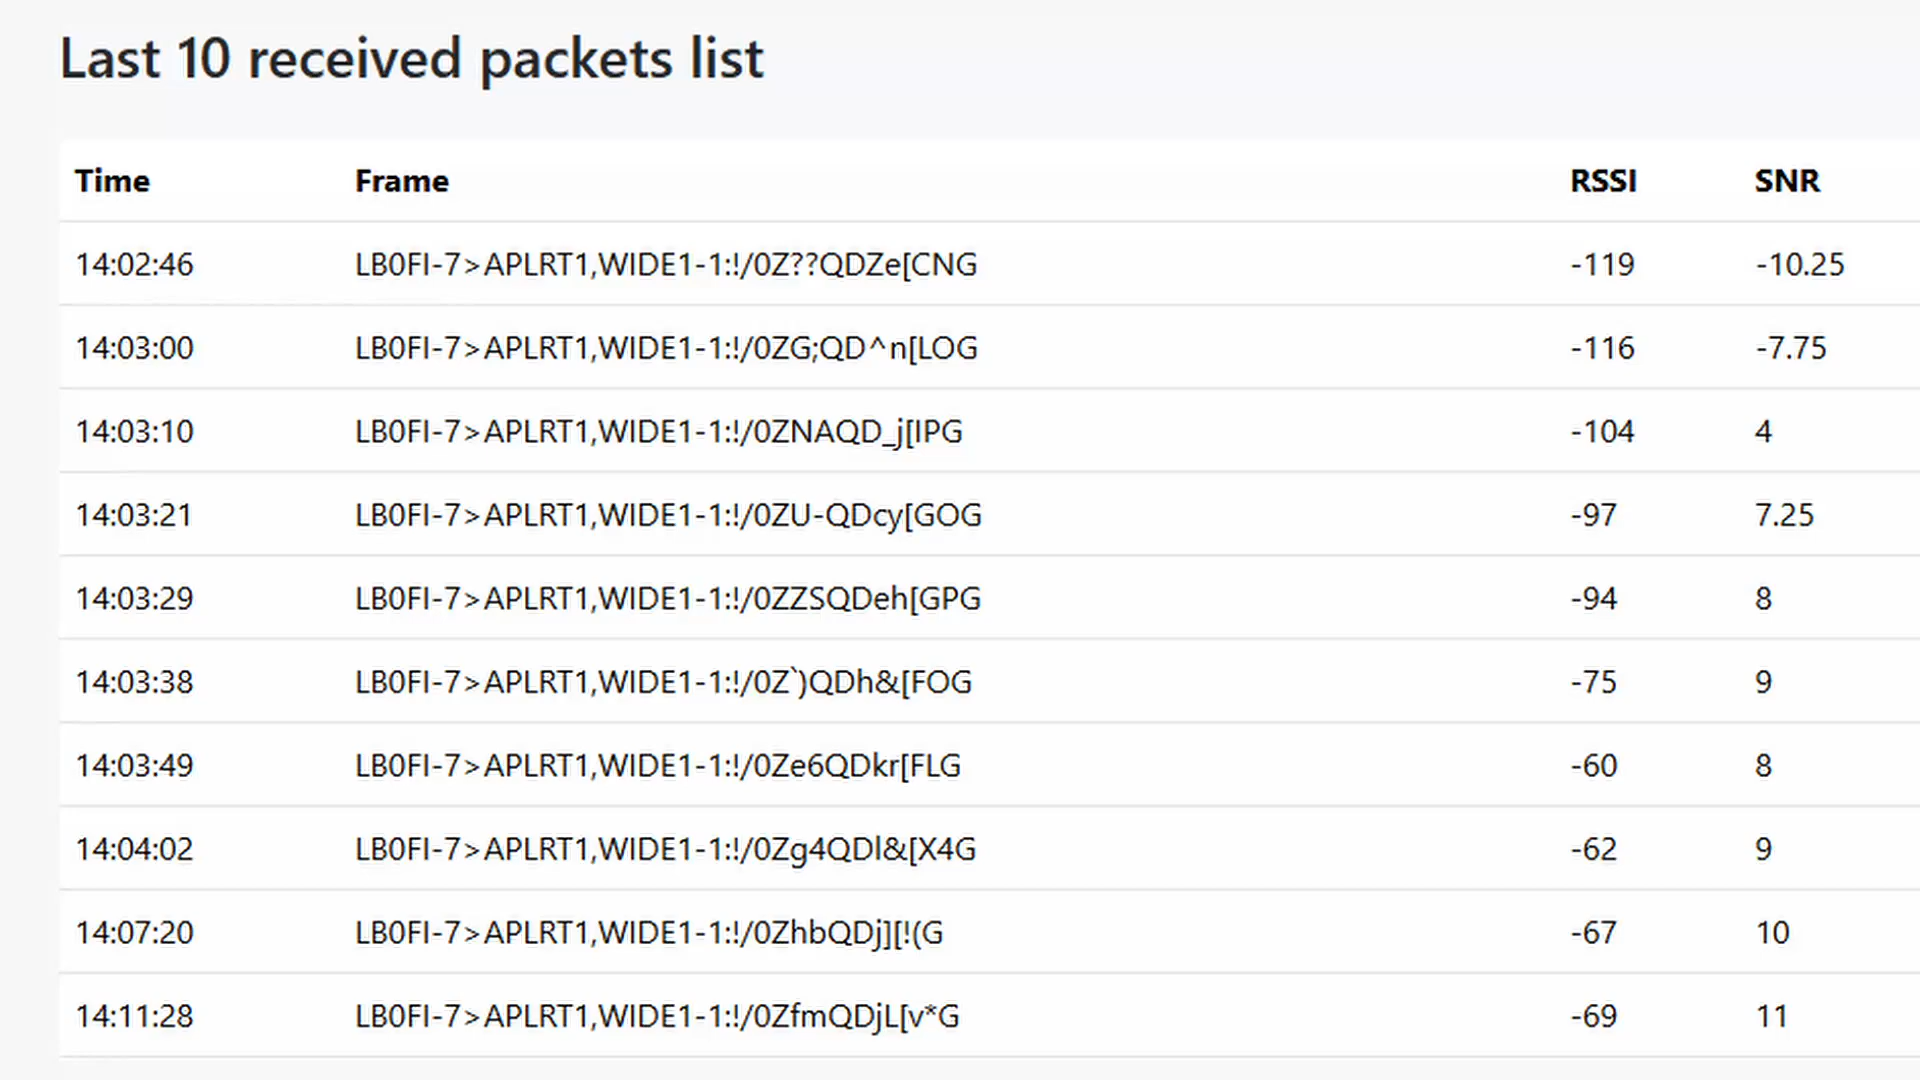 Last 10 received packets list
Time Frame RSSI SNR
14:02:46 LB0FI-7>APLRT1,WIDE1-1:!/0Z??QDZe[CNG -119 -10.25
14:03:00 LB0FI-7>APLRT1,WIDE1-1:!/0ZG;QD^n[LOG -116 -7.75
14:03:10 LB0FI-7>APLRT1,WIDE1-1:!/0ZNAQD_j[IPG -104 4
14:03:21 LB0FI-7>APLRT1,WIDE1-1:!/0ZU-QDcy[GOG -97 7.25
14:03:29 LB0FI-7>APLRT1,WIDE1-1:!/0ZZSQDeh[GPG -94 8
14:03:38 LB0FI-7>APLRT1,WIDE1-1:!/0Z`)QDh&[FOG -75 9
14:03:49 LB0FI-7>APLRT1,WIDE1-1:!/0Ze6QDkr[FLG -60 8
14:04:02 LB0FI-7>APLRT1,WIDE1-1:!/0Zg4QDl&[X4G -62 9
14:07:20 LB0FI-7>APLRT1,WIDE1-1:!/0ZhbQDj][!(G -67 10
14:11:28 LB0FI-7>APLRT1,WIDE1-1:!/0ZfmQDjL[v*G -69 11